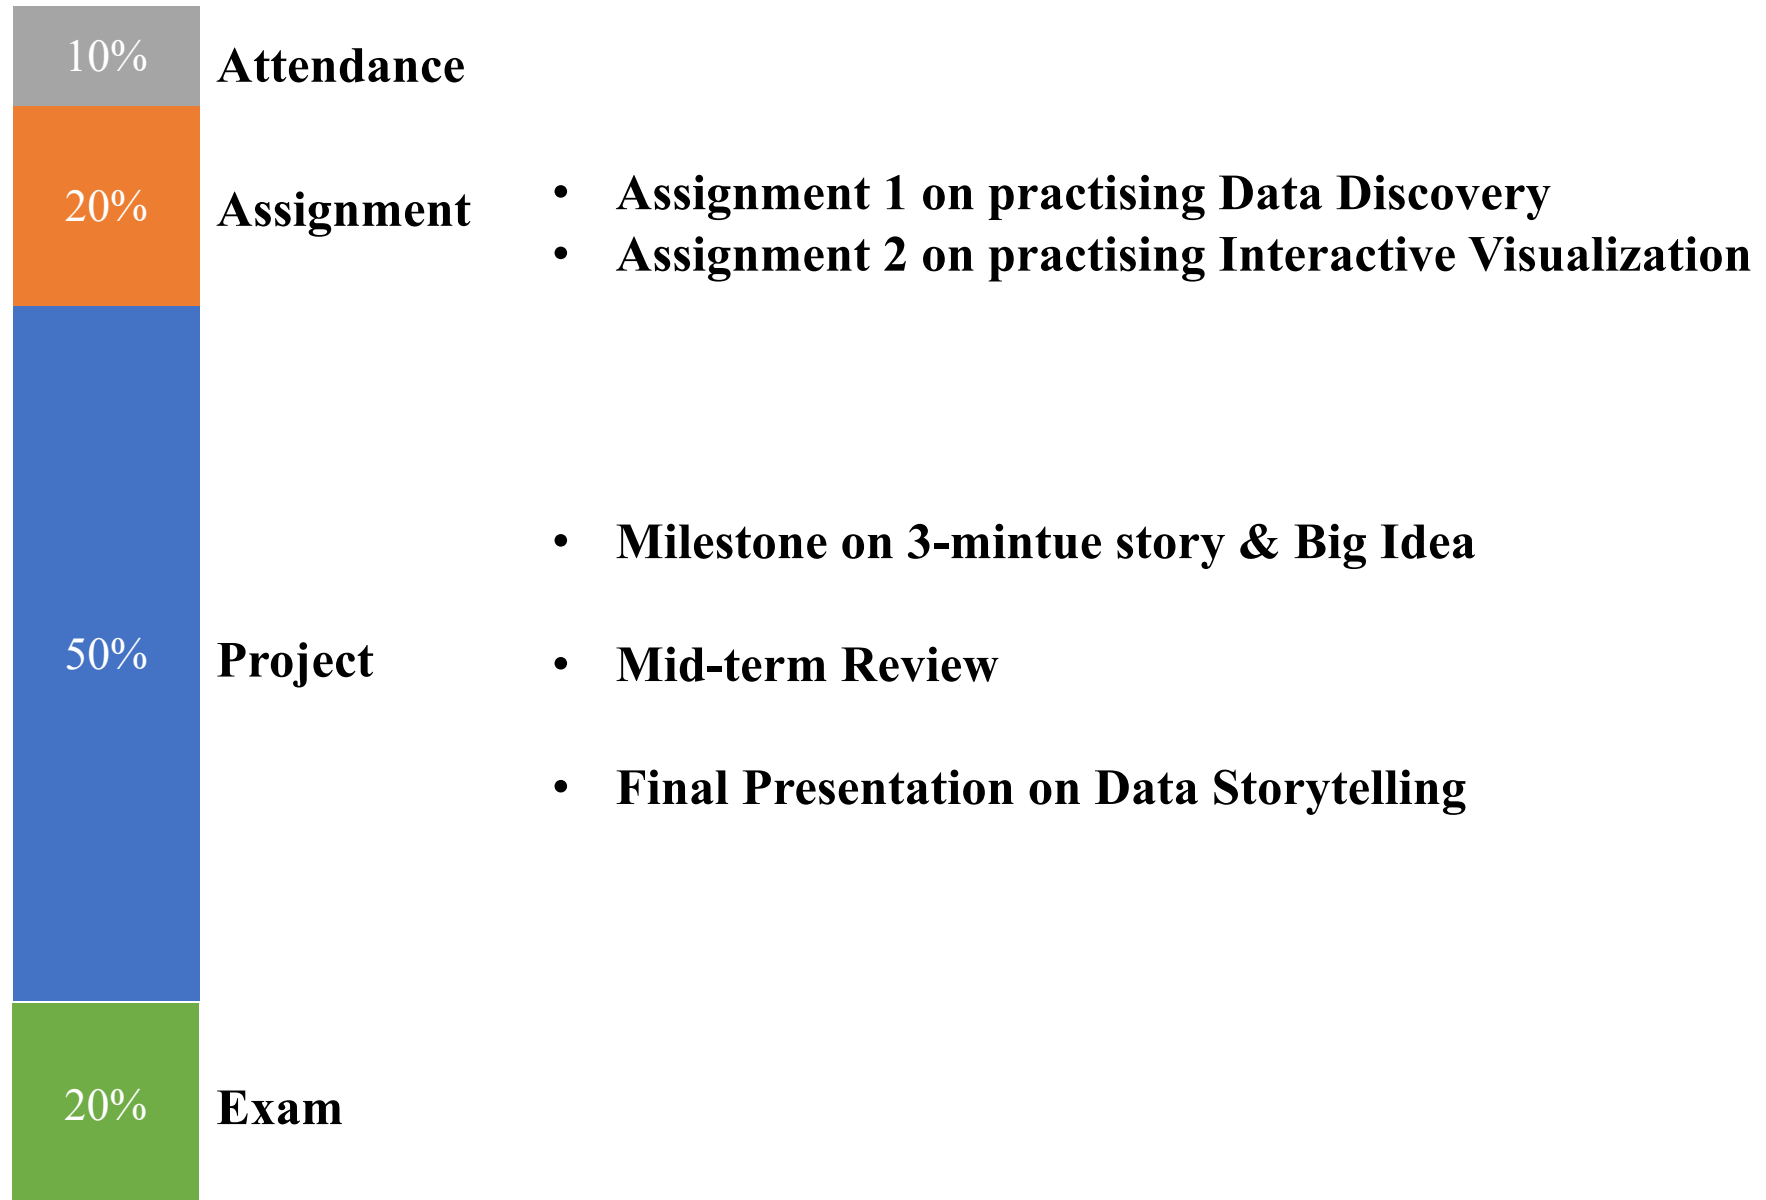 10%
Attendance
20%
Assignment
• Assignment 1 on practising Data Discovery
• Assignment 2 on practising Interactive Visualization
50%
Project
• Milestone on 3-mintue story & Big Idea
• Mid-term Review
• Final Presentation on Data Storytelling
20%
Exam